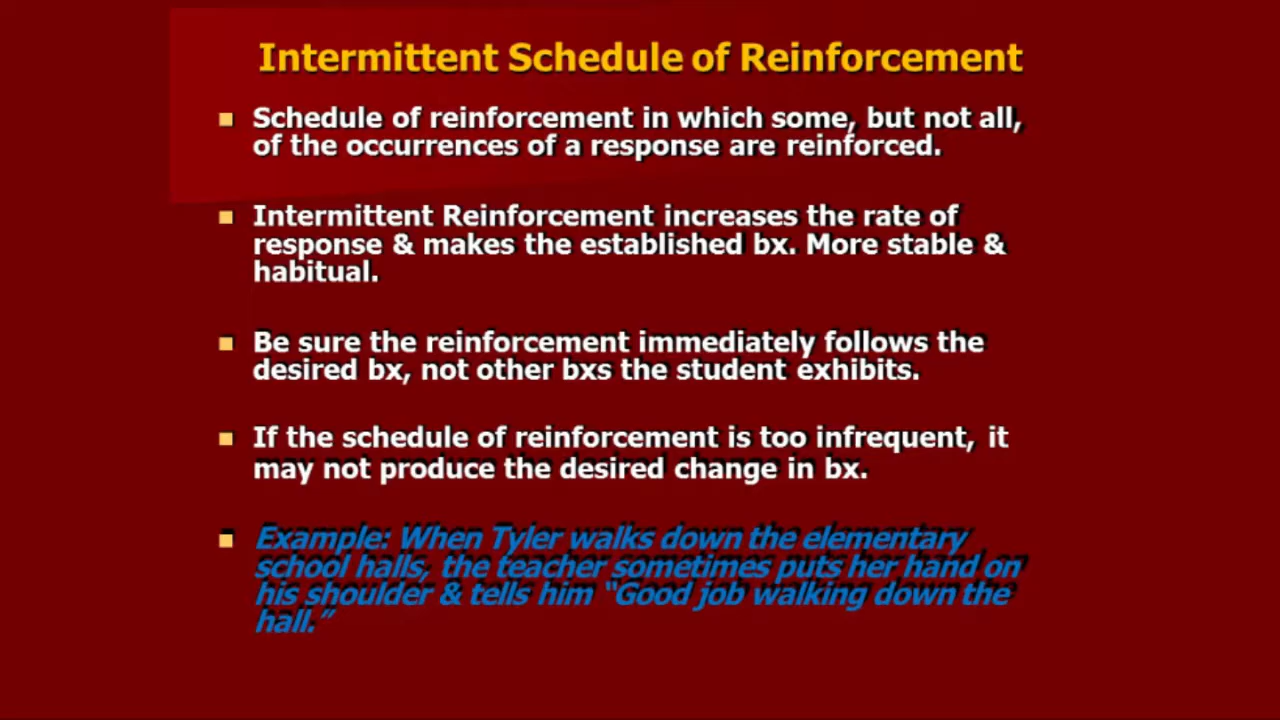 Intermittent Schedule of Reinforcement
Schedule of reinforcement in which some, but not all,
of the occurrences of a response are reinforced.
Intermittent Reinforcement increases the rate of
response & makes the established bx. More stable &
habitual.
Be sure the reinforcement immediately follows the
desired bx, not other bxs the student exhibits.
If the schedule of reinforcement is too infrequent, it
may not produce the desired change in bx.
Example: When Tyler walks down the elementary
school halls, the teacher sometimes puts her hand on
his shoulder & tells him “Good job walking down the
hall.”